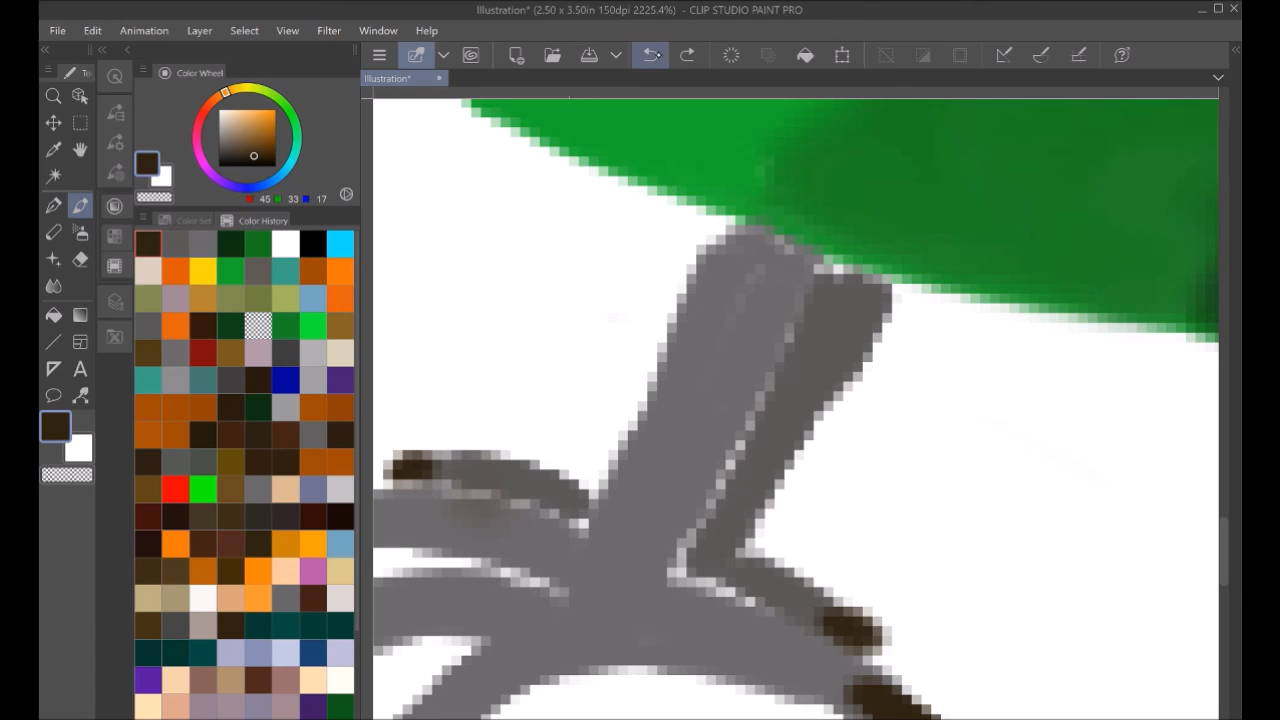 Illustration* (2.50 x 3.50in 150dpi 2225.4%) - CLIP STUDIO PAINT PRO
File Edit Animation Layer Select View Filter Window Help
To
Color Wheel
Illustration*
45 33 17
Color Set Color History
A